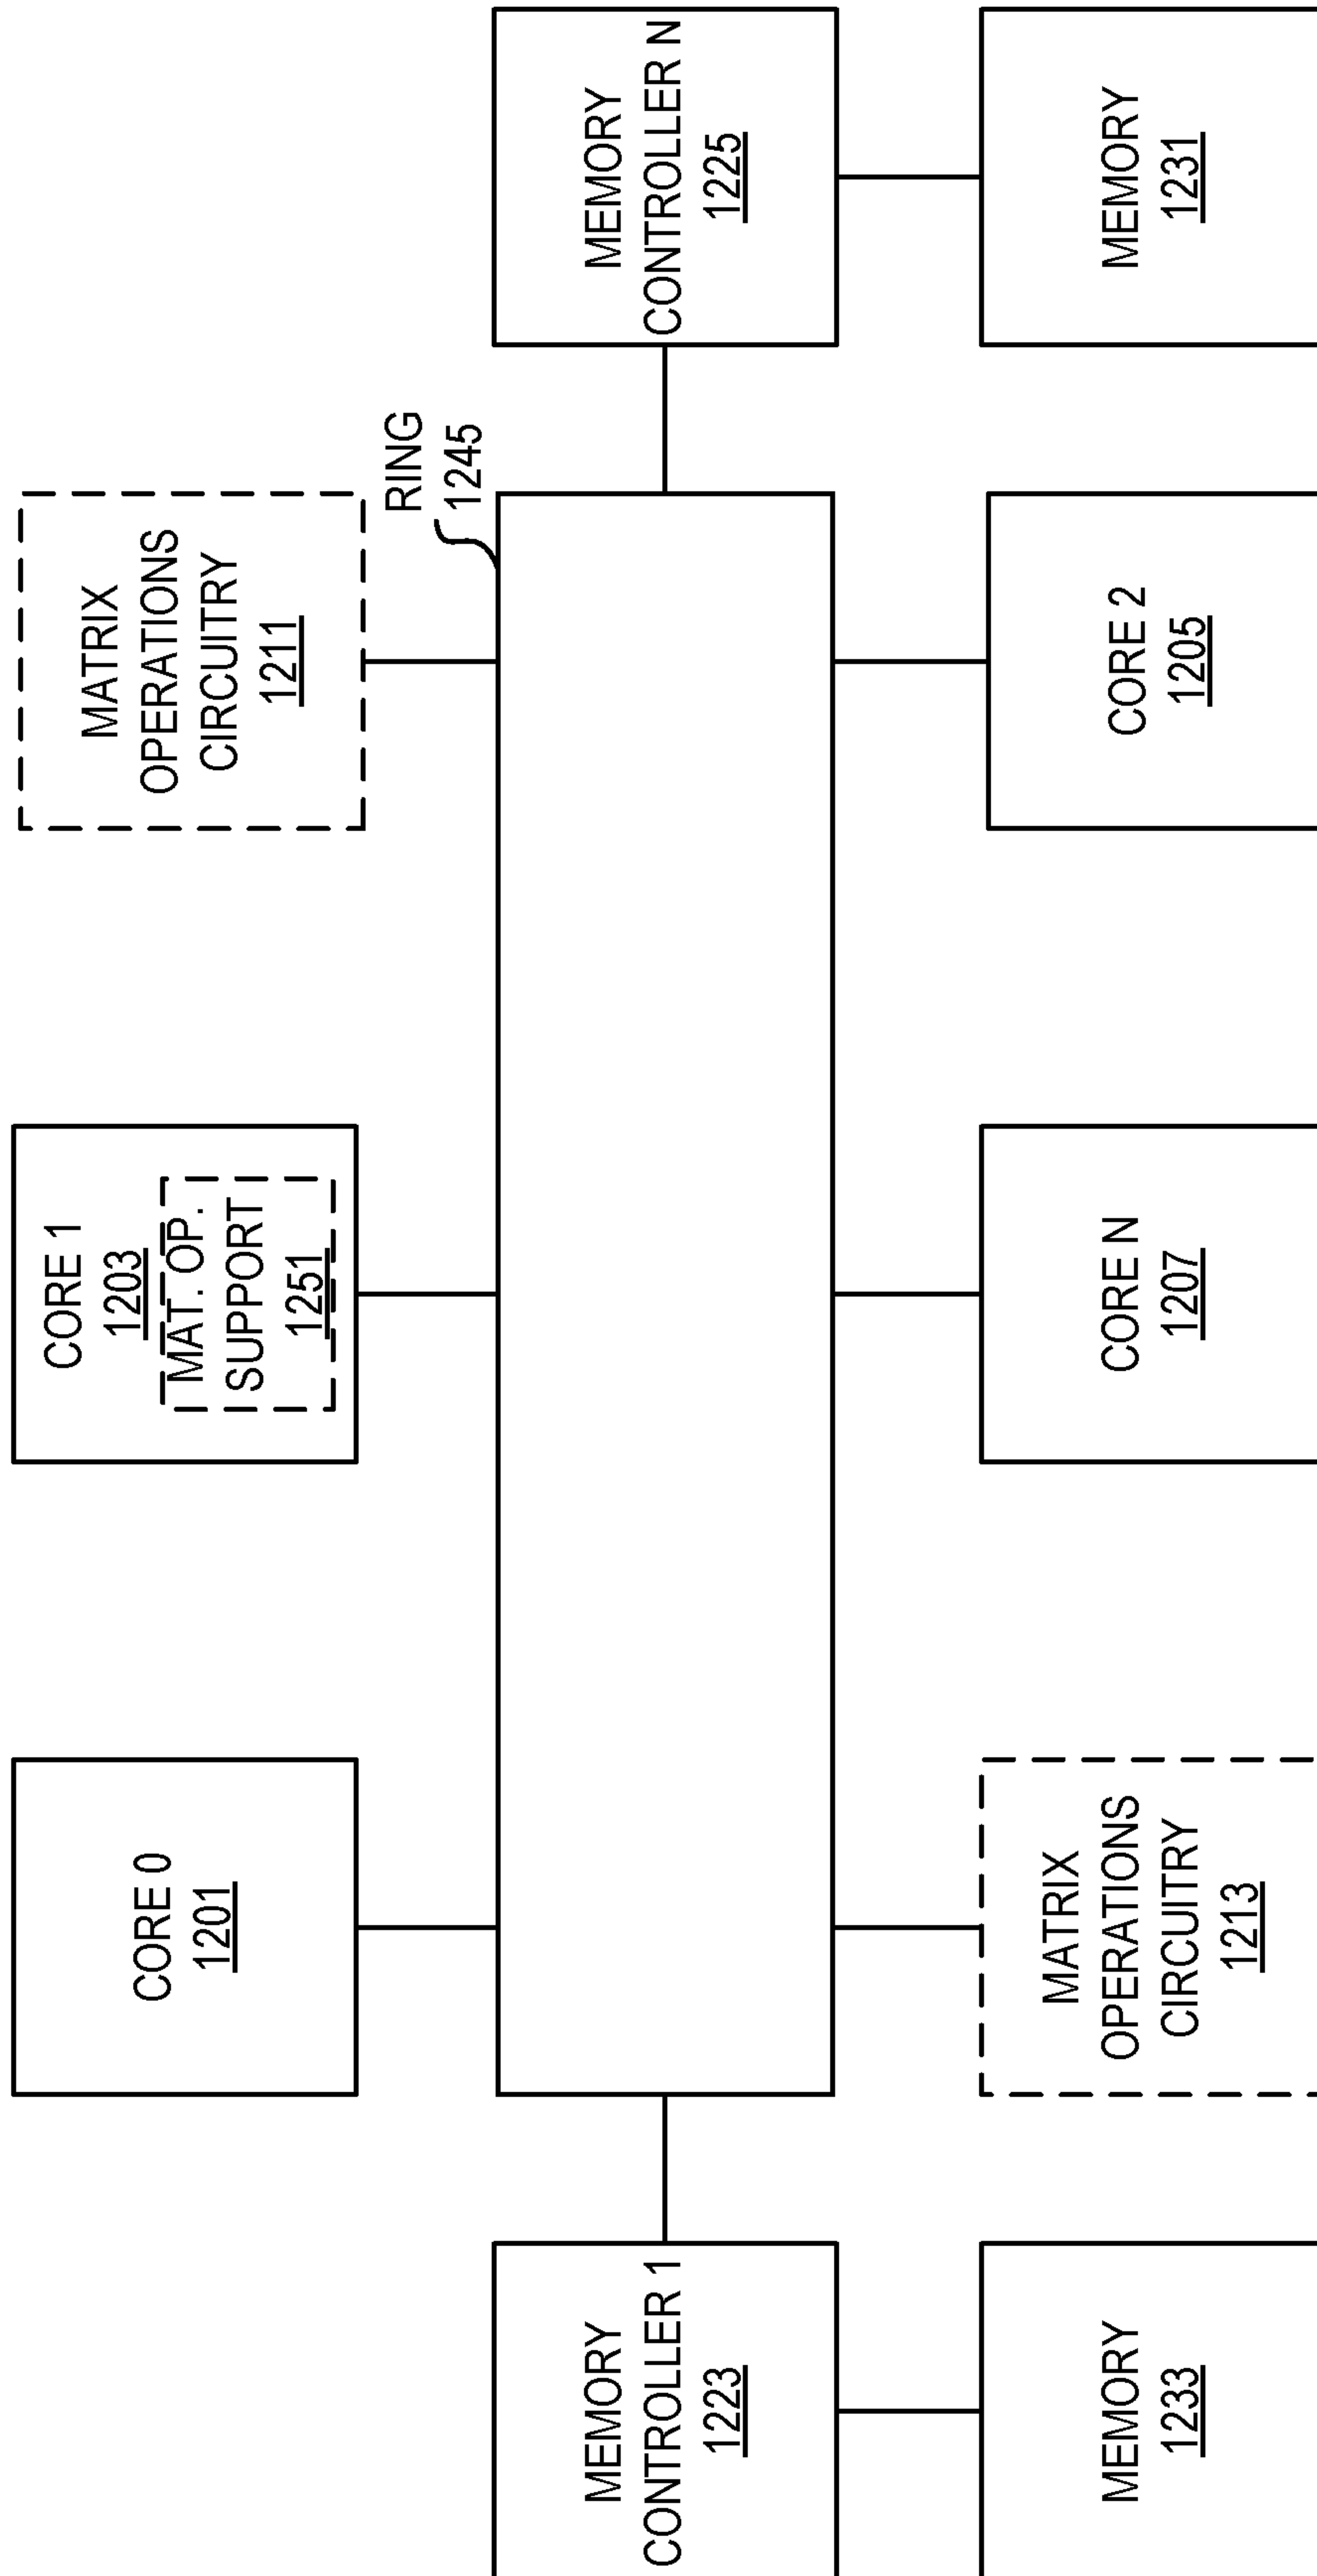 CORE 0
1201
CORE 1
1203
MAT. OP.
SUPPORT
1251
MATRIX
OPERATIONS
CIRCUITRY
1211
RING
1245
MEMORY
CONTROLLER 1
1223
MEMORY
CONTROLLER N
1225
MEMORY
1233
MATRIX
OPERATIONS
CIRCUITRY
1213
CORE N
1207
CORE 2
1205
MEMORY
1231